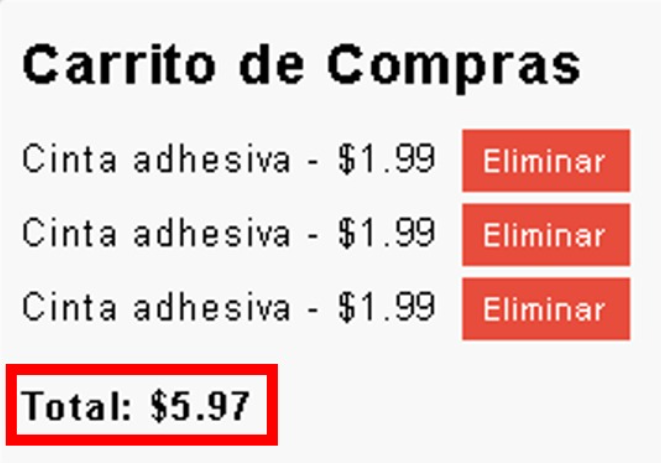 Carrito de Compras
Cinta adhesiva - $1.99 Eliminar
Cinta adhesiva - $1.99 Eliminar
Cinta adhesiva - $1.99 Eliminar
Total: $5.97